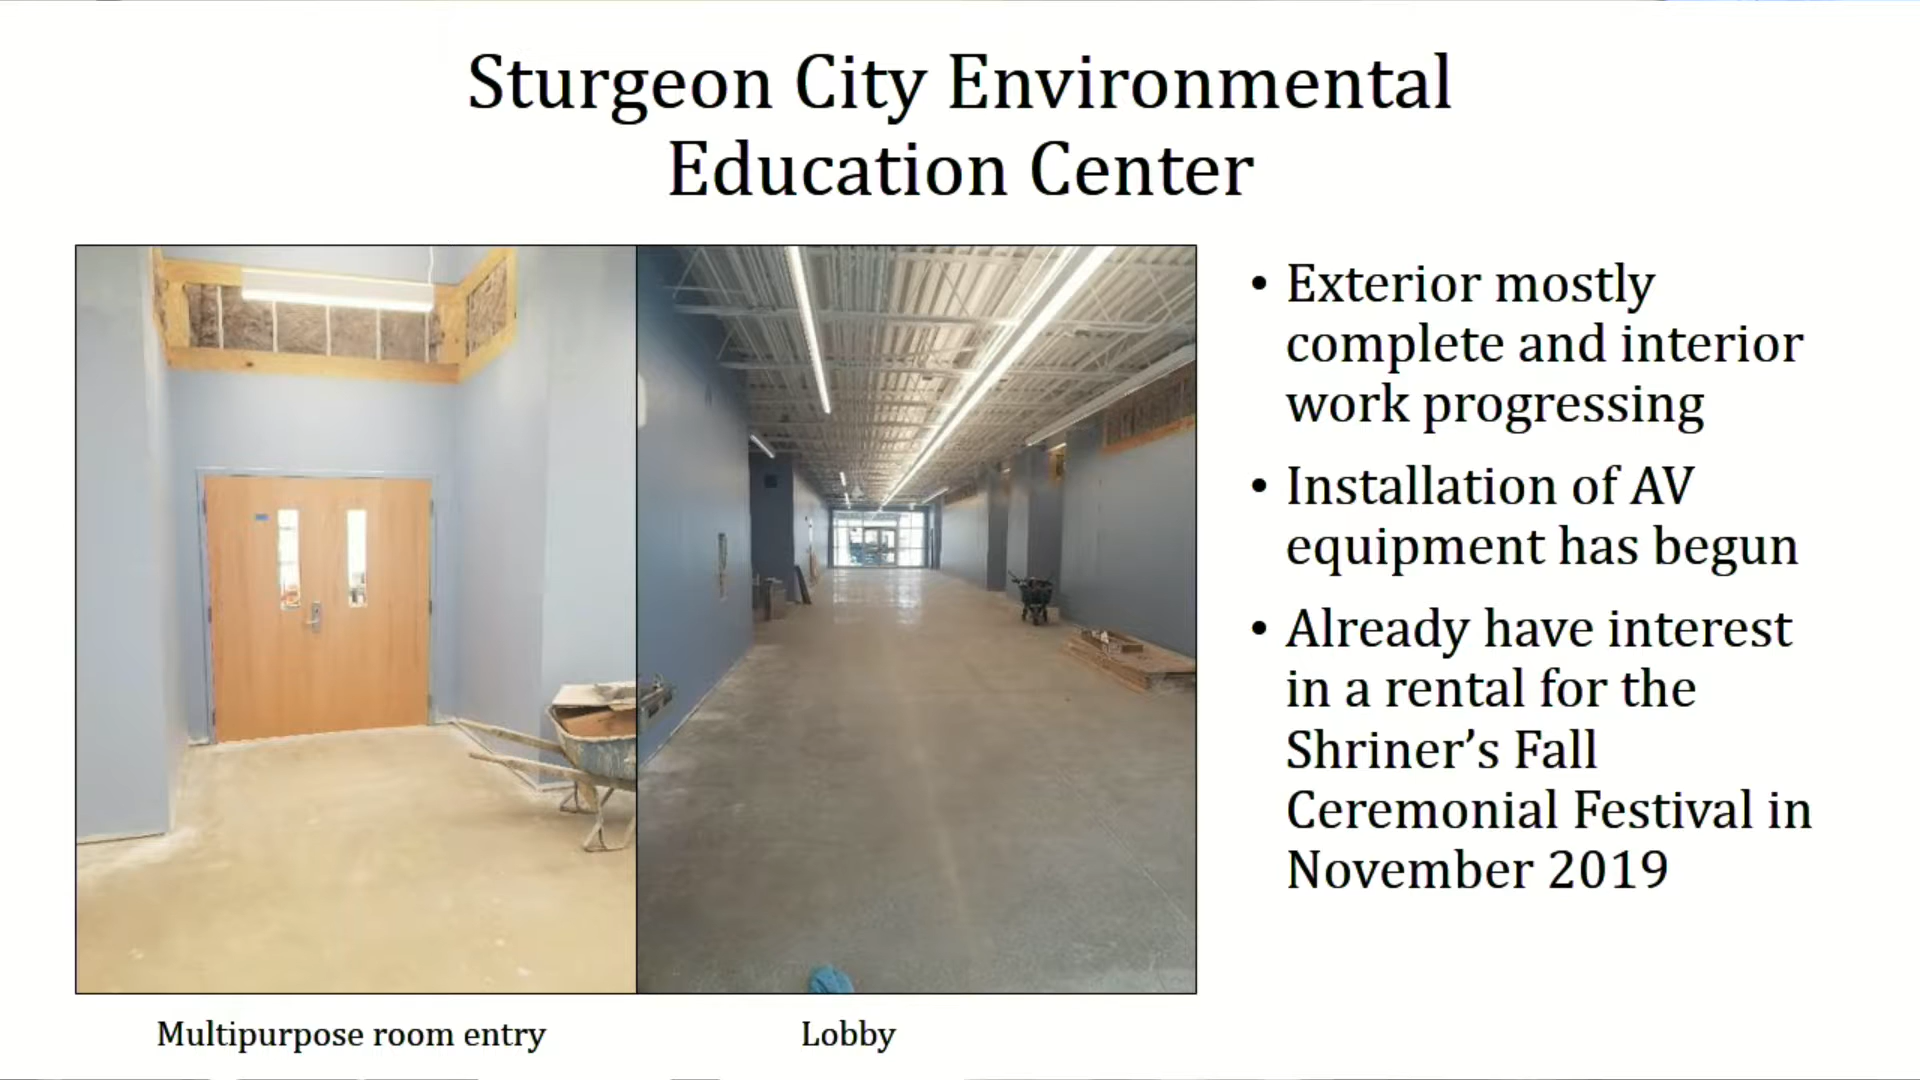 Sturgeon City Environmental
Education Center
• Exterior mostly
complete and interior
work progressing
• Installation of AV
equipment has begun
• Already have interest
in a rental for the
Shriner’s Fall
Ceremonial Festival in
November 2019
Multipurpose room entry
Lobby